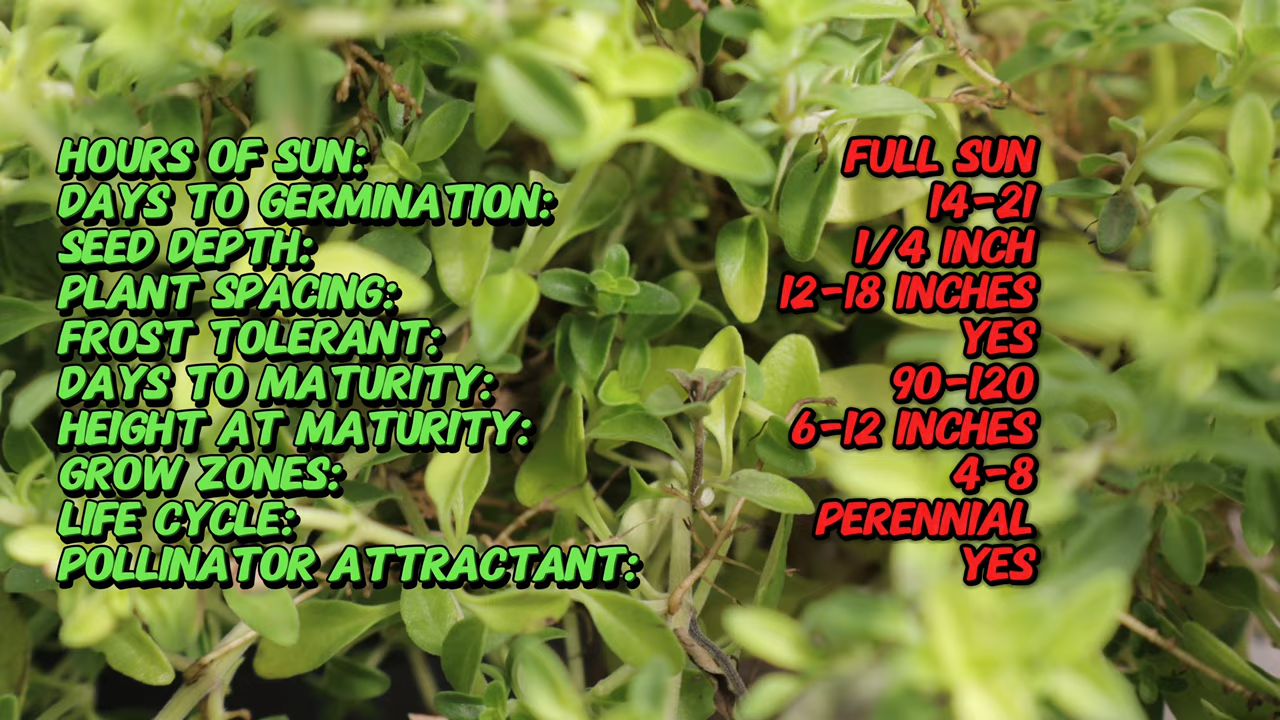 HOURS OF SUN: FULL SUN
DAYS TO GERMINATION: 14-21
SEED DEPTH: 1/4 INCH
PLANT SPACING: 12-18 INCHES
FROST TOLERANT: YES
DAYS TO MATURITY: 90-120
HEIGHT AT MATURITY: 6-12 INCHES
GROW ZONES: 4-8
LIFE CYCLE: PERENNIAL
POLLINATOR ATTRACTANT: YES